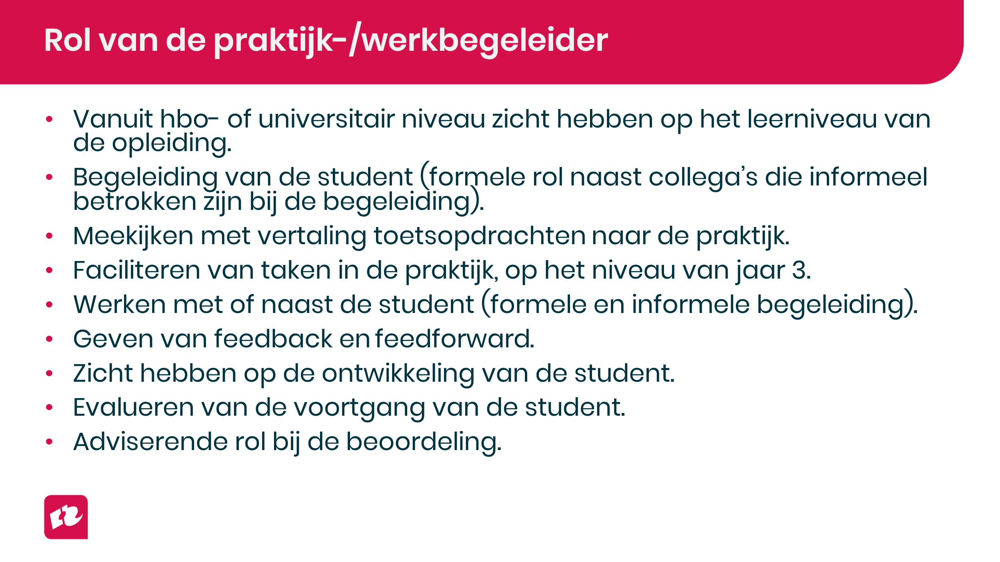 Rol van de praktijk-/werkbegeleider
• Vanuit hbo- of universitair niveau zicht hebben op het leerniveau van
de opleiding.
• Begeleiding van de student (formele rol naast collega’s die informeel
betrokken zijn bij de begeleiding).
• Meekijken met vertaling toetsopdrachten naar de praktijk.
• Faciliteren van taken in de praktijk, op het niveau van jaar 3.
• Werken met of naast de student (formele en informele begeleiding).
• Geven van feedback en feedforward.
• Zicht hebben op de ontwikkeling van de student.
• Evalueren van de voortgang van de student.
• Adviserende rol bij de beoordeling.